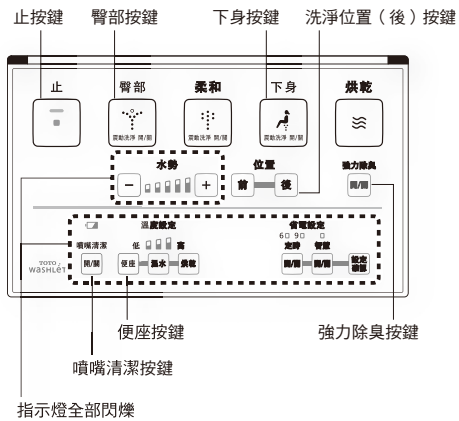 止按鍵 臀部按鍵 下身按鍵 洗淨位置（後）按鍵
止 臀部 柔和 下身 烘乾
震動洗淨 開/關 震動洗淨 開/關 震動洗淨 開/關
水勢 位置 強力除臭
− + 前 後 開/關
溫度設定 省電設定
噴嘴清潔 低 高 6 9 定時 智慧
TOTO WASHLET 開/關 便座 溫水 烘乾 開/關 開/關 設定確認
便座按鍵 強力除臭按鍵
噴嘴清潔按鍵
指示燈全部閃爍